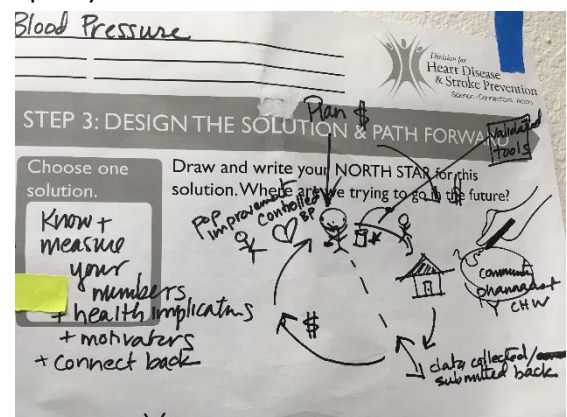 Blood Pressure
Division for
Heart Disease
& Stroke Prevention
Science • Connections • Action
STEP 3: DESIGN THE SOLUTION & PATH FORWARD
Plan $
Validated
tools
Choose one
solution.
Know +
measure
your
numbers
+ health implicatns
+ motivators
+ connect back
Draw and write your NORTH STAR for this
solution. Where are we trying to go in the future?
$
pop
improvement
controlled
BP
community
pharmacist
CHW
$
data collected/
submitted back